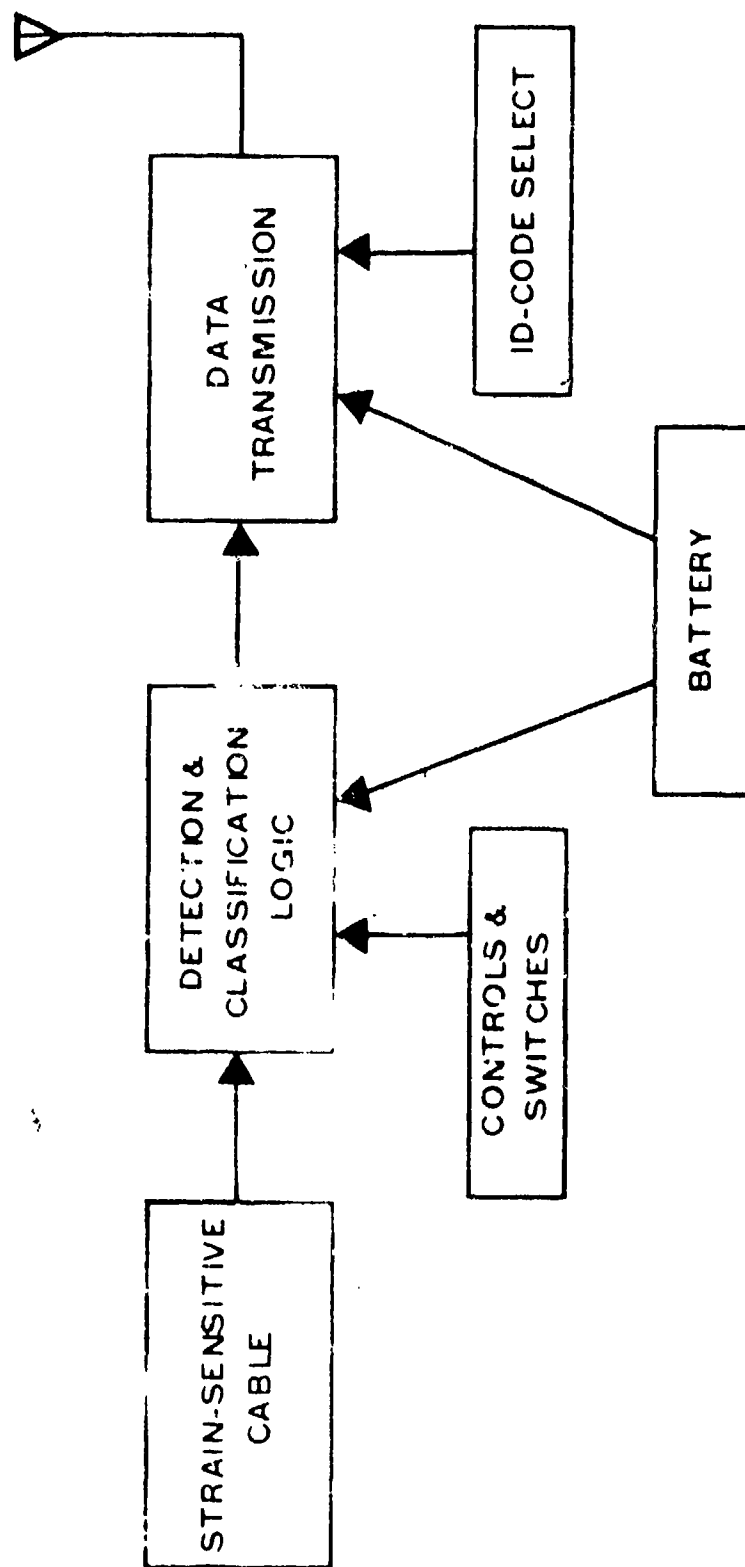 STRAIN-SENSITIVE
CABLE
DETECTION &
CLASSIFICATION
LOGIC
DATA
TRANSMISSION
CONTROLS &
SWITCHES
ID-CODE SELECT
BATTERY